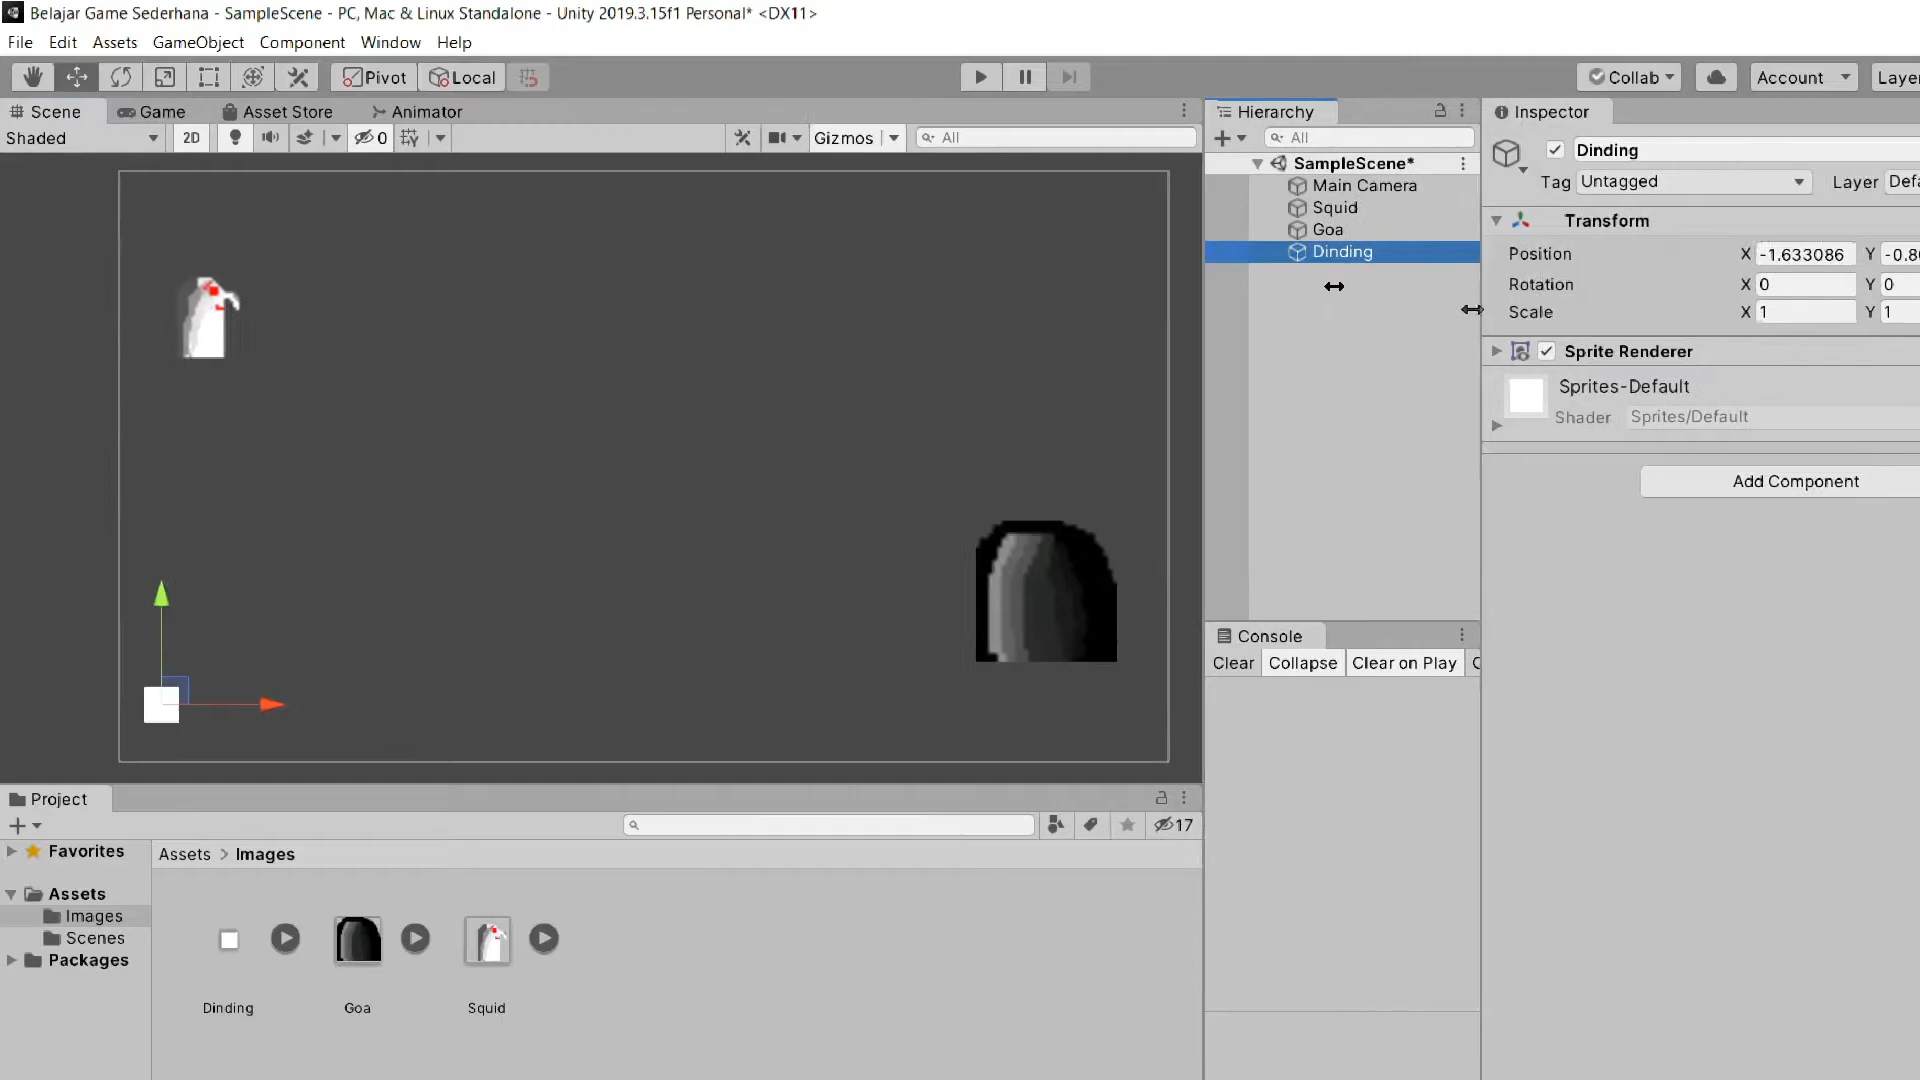 Belajar Game Sederhana - SampleScene - PC, Mac & Linux Standalone - Unity 2019.3.15f1 Personal* <DX11>
File Edit Assets GameObject Component Window Help
Pivot Local Collab Account Layer
Scene Game Asset Store Animator
Shaded 2D 0 Gizmos All
Hierarchy
All
SampleScene*
Main Camera
Squid
Goa
Dinding
Inspector
Dinding
Tag Untagged Layer Defa
Transform
Position X -1.633086 Y -0.80
Rotation X 0 Y 0
Scale X 1 Y 1
Sprite Renderer
Sprites-Default
Shader Sprites/Default
Add Component
Console
Clear Collapse Clear on Play C
Project
17
Favorites
Assets
Images
Scenes
Packages
Assets > Images
Dinding Goa Squid